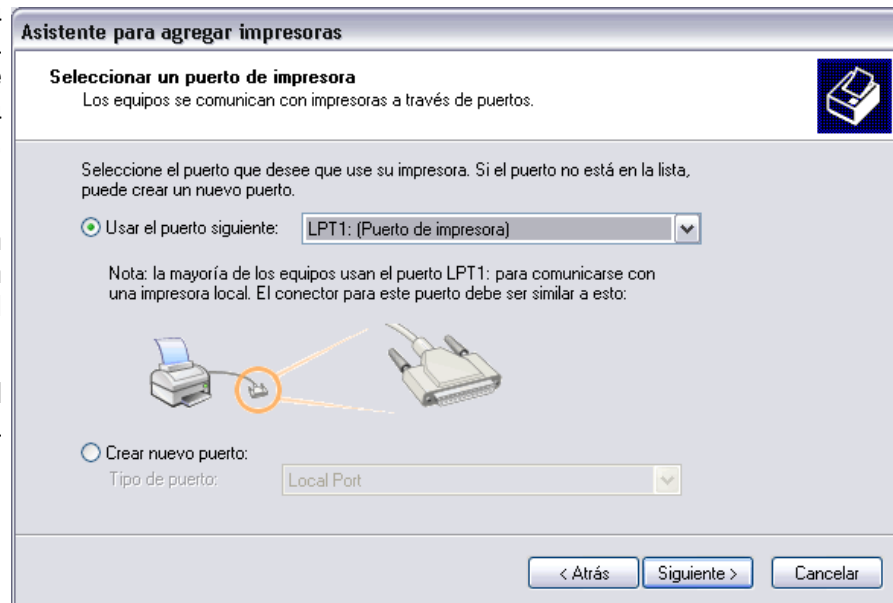 Asistente para agregar impresoras
Seleccionar un puerto de impresora
Los equipos se comunican con impresoras a través de puertos.
Seleccione el puerto que desee que use su impresora. Si el puerto no está en la lista,
puede crear un nuevo puerto.
Usar el puerto siguiente: LPT1: (Puerto de impresora)
Nota: la mayoría de los equipos usan el puerto LPT1: para comunicarse con
una impresora local. El conector para este puerto debe ser similar a esto:
Crear nuevo puerto:
Tipo de puerto: Local Port
< Atrás Siguiente > Cancelar